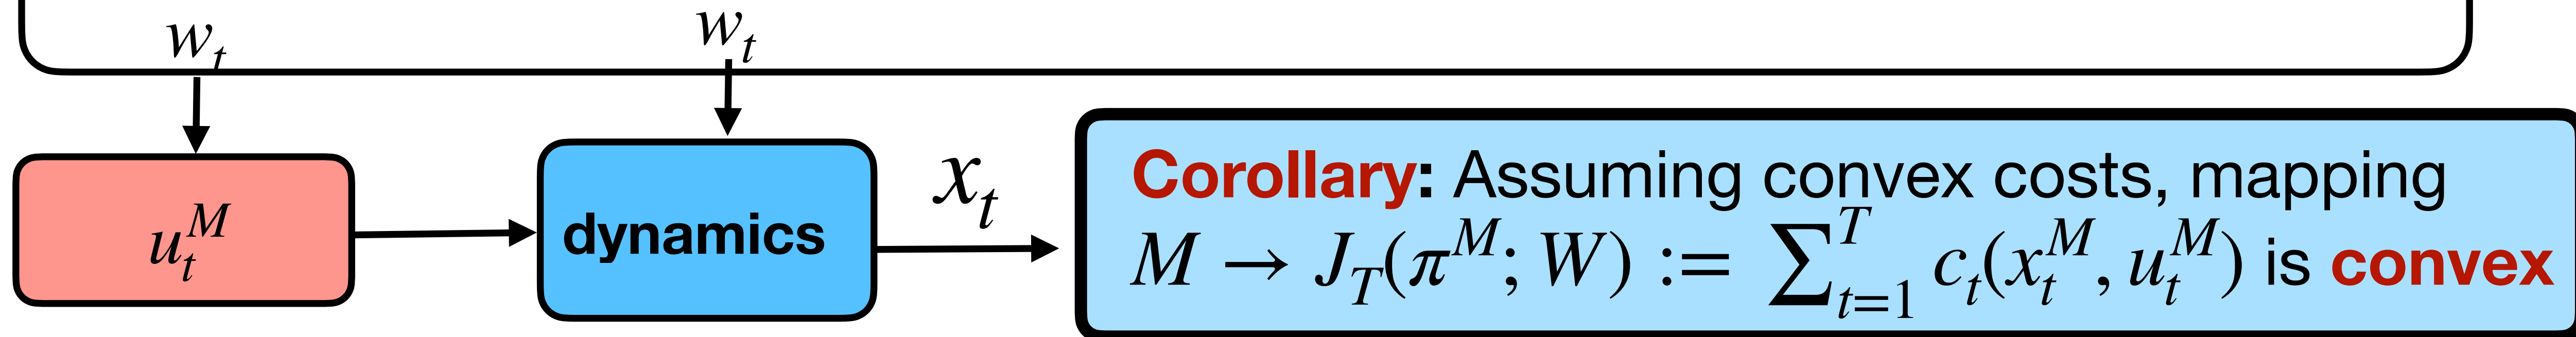 w_t
w_t
u_t^M
dynamics
x_t
Corollary: Assuming convex costs, mapping
M → J_T(π^M; W) := ∑_{t=1}^T c_t(x_t^M, u_t^M) is convex